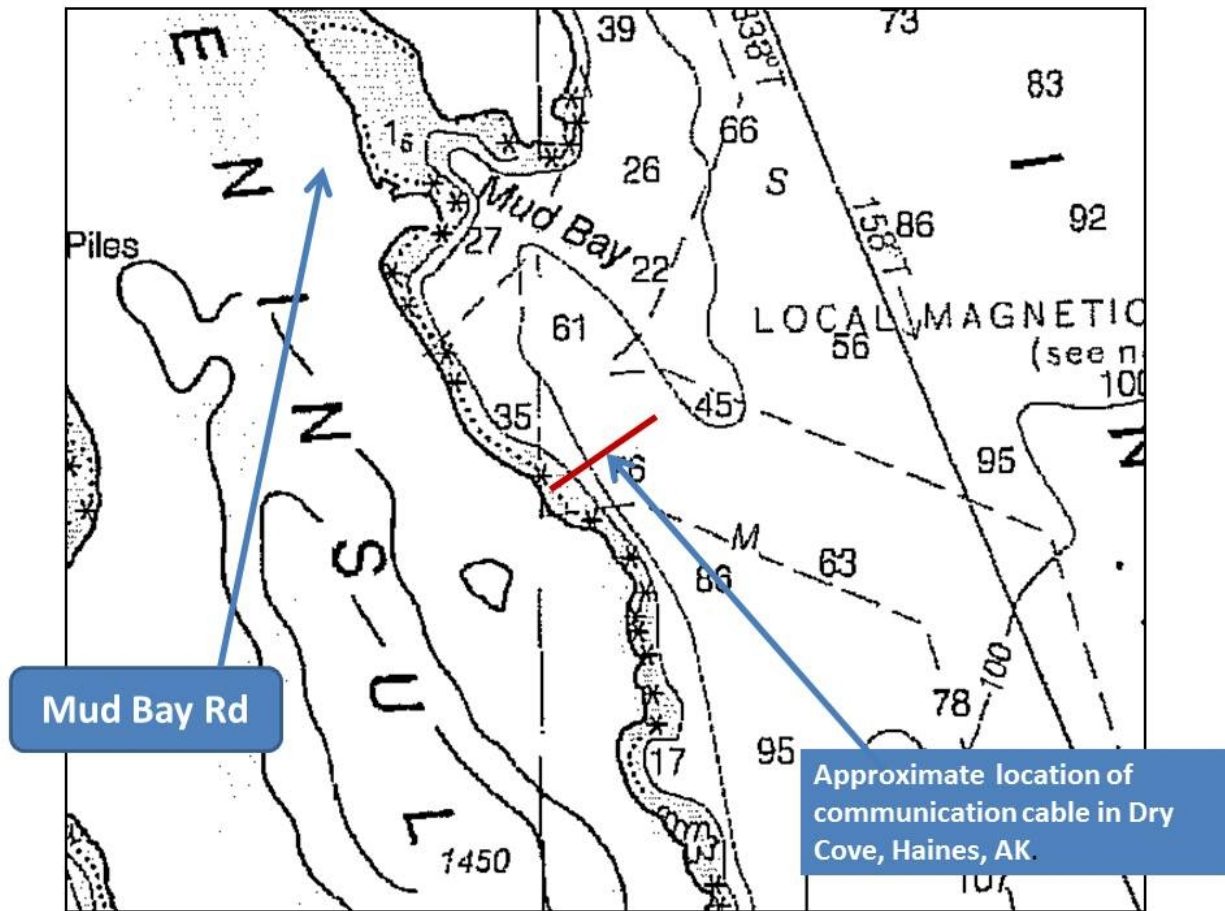 39
73
338°T
E
83
1₅
66
26
S
N
158°T
86
92
Mud Bay
27
22
Piles
I
61
LOCAL MAGNETIC
(see n
56
100
N
35
45
95
N
S
M
63
86
100
Mud Bay Rd
U
78
17
95
Approximate location of
communication cable in Dry
Cove, Haines, AK.
L
1450
107